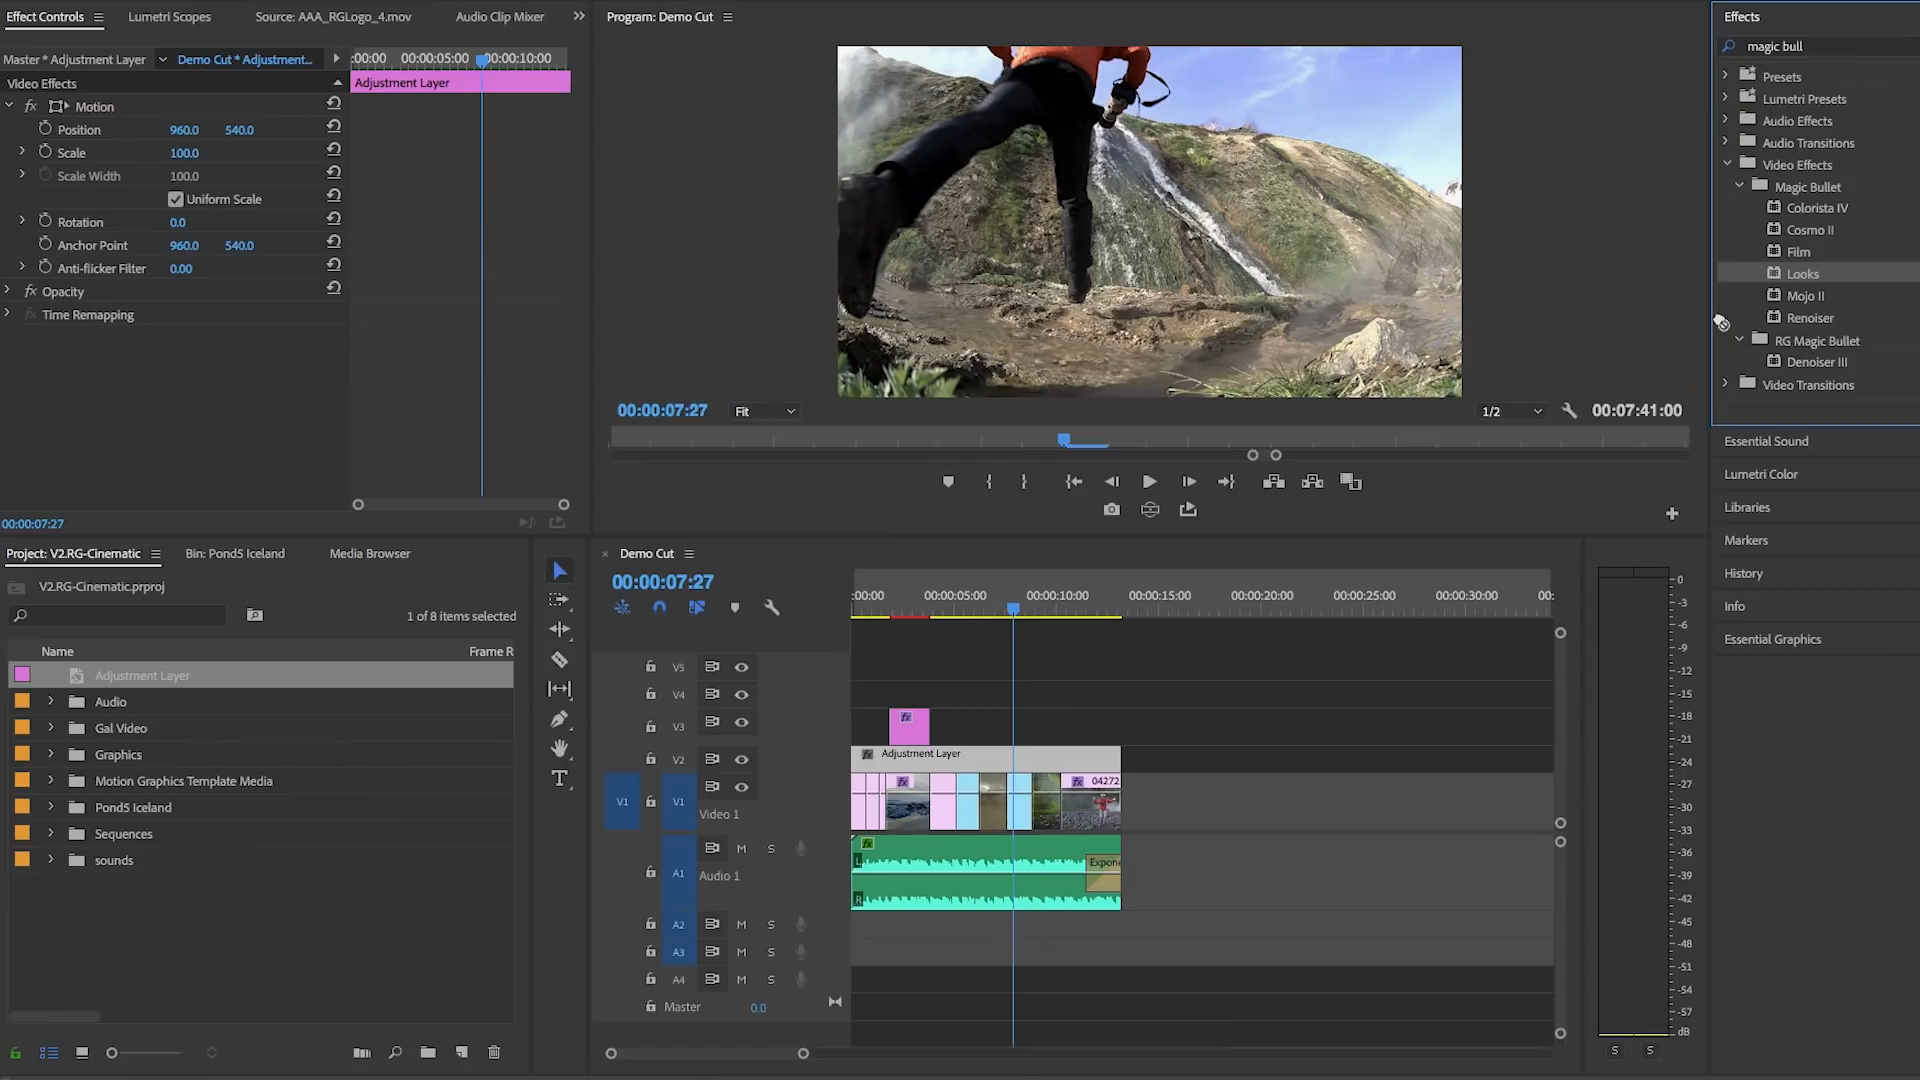 Effect Controls
Lumetri Scopes
Source: AAA_RGLogo_4.mov
Audio Clip Mixer
Master * Adjustment Layer
Demo Cut * Adjustment...
:00:00
00:00:05:00
00:00:10:00
Video Effects
Adjustment Layer
fx Motion
Position 960.0 540.0
Scale 100.0
Scale Width 100.0
Uniform Scale
Rotation 0.0
Anchor Point 960.0 540.0
Anti-flicker Filter 0.00
fx Opacity
fx Time Remapping
00:00:07:27
Program: Demo Cut
00:00:07:27
Fit
1/2
00:07:41:00
Effects
magic bull
Presets
Lumetri Presets
Audio Effects
Audio Transitions
Video Effects
Magic Bullet
Colorista IV
Cosmo II
Film
Looks
Mojo II
Renoiser
RG Magic Bullet
Denoiser III
Video Transitions
Essential Sound
Lumetri Color
Libraries
Markers
History
Info
Essential Graphics
Project: V2.RG-Cinematic
Bin: Pond5 Iceland
Media Browser
V2.RG-Cinematic.prproj
1 of 8 items selected
Name
Frame R
Adjustment Layer
Audio
Gal Video
Graphics
Motion Graphics Template Media
Pond5 Iceland
Sequences
sounds
Demo Cut
00:00:07:27
:00:00
00:00:05:00
00:00:10:00
00:00:15:00
00:00:20:00
00:00:25:00
00:00:30:00
00:
V5
V4
V3
fx
V2
fx Adjustment Layer
V1
V1
Video 1
fx
fx 04272
A1
M S
Audio 1
fx
L
R
Expone
A2 M S
A3 M S
A4 M S
Master 0.0
0
-3
-6
-9
-12
-15
-18
-21
-24
-27
-30
-33
-36
-39
-42
-45
-48
-51
-54
-57
dB
S S